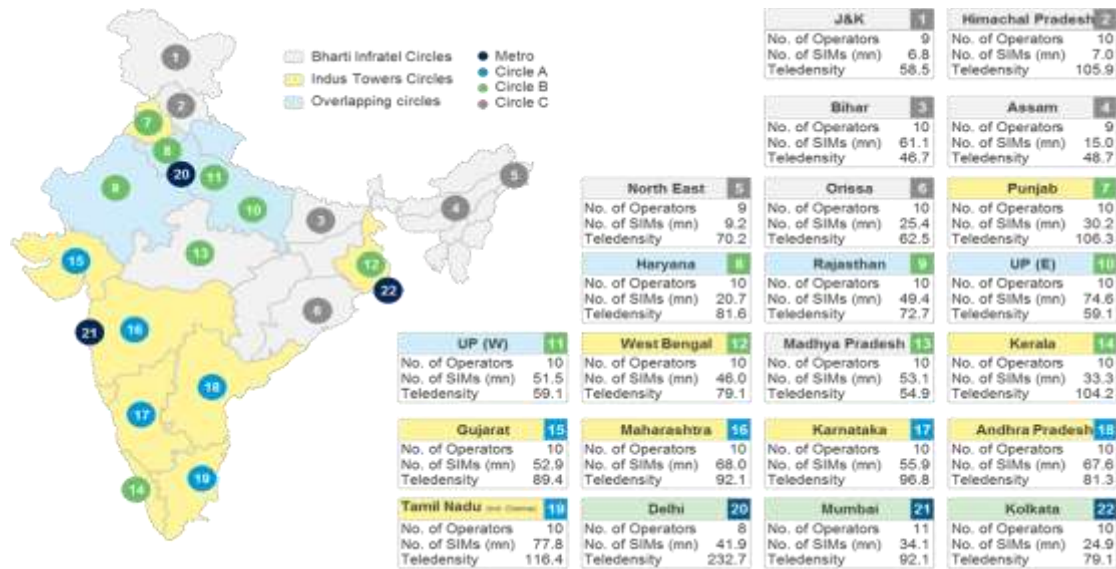 Bharti Infratel Circles
Indus Towers Circles
Overlapping circles
Metro
Circle A
Circle B
Circle C
1
2
7
8
20
11
9
10
3
4
5
13
15
12
22
6
21
16
18
17
14
19
J&K 1
No. of Operators 9
No. of SIMs (mn) 6.8
Teledensity 58.5
Himachal Pradesh 2
No. of Operators 10
No. of SIMs (mn) 7.0
Teledensity 105.9
Bihar 3
No. of Operators 10
No. of SIMs (mn) 61.1
Teledensity 46.7
Assam 4
No. of Operators 9
No. of SIMs (mn) 15.0
Teledensity 48.7
North East 5
No. of Operators 9
No. of SIMs (mn) 9.2
Teledensity 70.2
Orissa 6
No. of Operators 10
No. of SIMs (mn) 25.4
Teledensity 62.5
Punjab 7
No. of Operators 10
No. of SIMs (mn) 30.2
Teledensity 106.3
Haryana 8
No. of Operators 10
No. of SIMs (mn) 20.7
Teledensity 81.6
Rajasthan 9
No. of Operators 10
No. of SIMs (mn) 49.4
Teledensity 72.7
UP (E) 10
No. of Operators 10
No. of SIMs (mn) 74.6
Teledensity 59.1
UP (W) 11
No. of Operators 10
No. of SIMs (mn) 51.5
Teledensity 59.1
West Bengal 12
No. of Operators 10
No. of SIMs (mn) 46.0
Teledensity 79.1
Madhya Pradesh 13
No. of Operators 10
No. of SIMs (mn) 53.1
Teledensity 54.9
Kerala 14
No. of Operators 10
No. of SIMs (mn) 33.3
Teledensity 104.2
Gujarat 15
No. of Operators 10
No. of SIMs (mn) 52.9
Teledensity 89.4
Maharashtra 16
No. of Operators 10
No. of SIMs (mn) 68.0
Teledensity 92.1
Karnataka 17
No. of Operators 10
No. of SIMs (mn) 55.9
Teledensity 96.8
Andhra Pradesh 18
No. of Operators 10
No. of SIMs (mn) 67.6
Teledensity 81.3
Tamil Nadu 19
No. of Operators 10
No. of SIMs (mn) 77.8
Teledensity 116.4
Delhi 20
No. of Operators 8
No. of SIMs (mn) 41.9
Teledensity 232.7
Mumbai 21
No. of Operators 11
No. of SIMs (mn) 34.1
Teledensity 92.1
Kolkata 22
No. of Operators 10
No. of SIMs (mn) 24.9
Teledensity 79.1